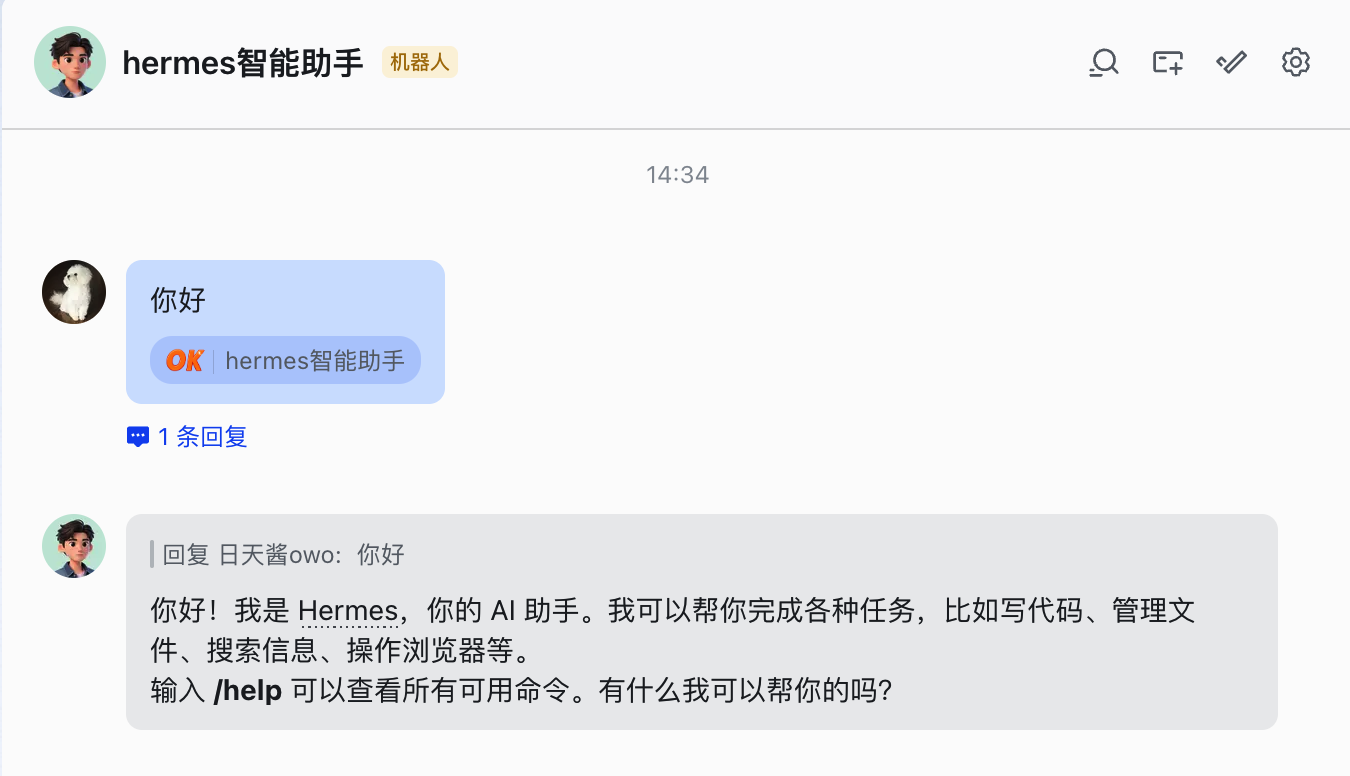 hermes智能助手 机器人
14:34
你好
OK hermes智能助手
1 条回复
回复 日天酱owo: 你好
你好！我是 Hermes，你的 AI 助手。我可以帮你完成各种任务，比如写代码、管理文
件、搜索信息、操作浏览器等。
输入 /help 可以查看所有可用命令。有什么我可以帮你的吗?